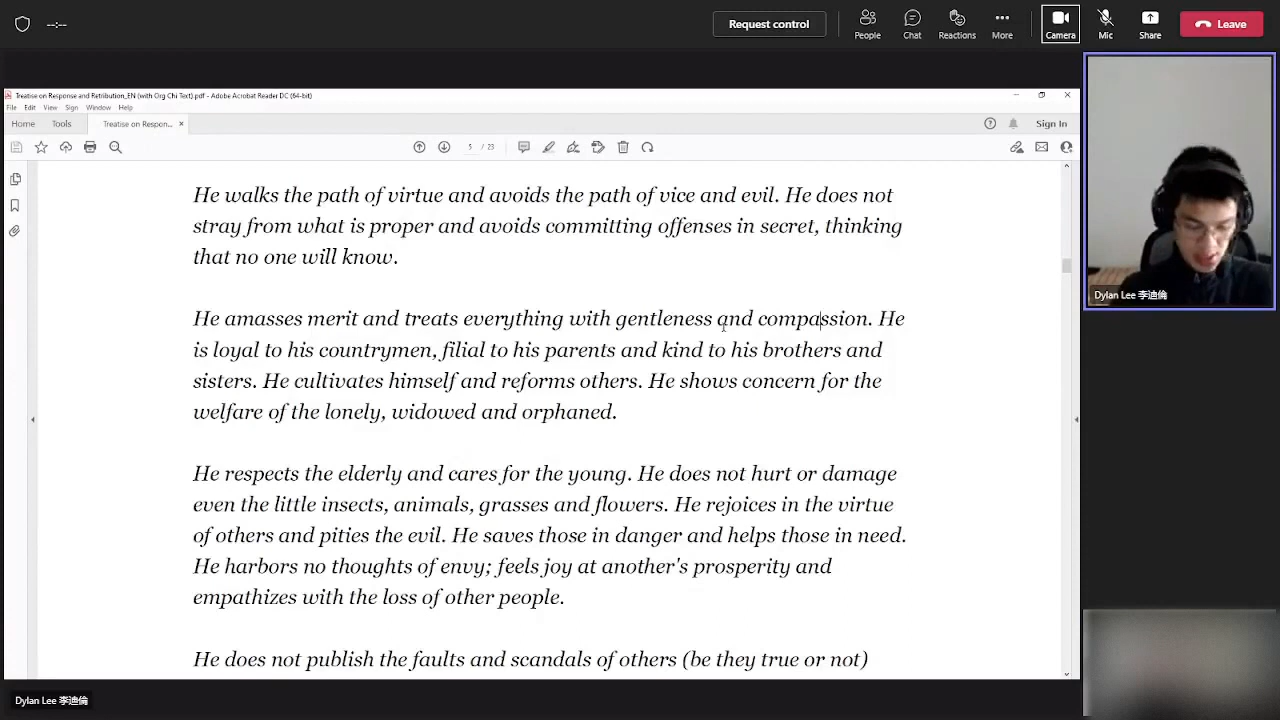 --:--
Request control
People
Chat
Reactions
More
Camera
Mic
Share
Leave
Treatise on Response and Retribution_EN (with Org Chi Text).pdf - Adobe Acrobat Reader DC (64-bit)
File Edit View Sign Window Help
Home Tools Treatise on Respon... × Sign In
5 / 23
He walks the path of virtue and avoids the path of vice and evil. He does not
stray from what is proper and avoids committing offenses in secret, thinking
that no one will know.
He amasses merit and treats everything with gentleness and compassion. He
is loyal to his countrymen, filial to his parents and kind to his brothers and
sisters. He cultivates himself and reforms others. He shows concern for the
welfare of the lonely, widowed and orphaned.
He respects the elderly and cares for the young. He does not hurt or damage
even the little insects, animals, grasses and flowers. He rejoices in the virtue
of others and pities the evil. He saves those in danger and helps those in need.
He harbors no thoughts of envy; feels joy at another's prosperity and
empathizes with the loss of other people.
He does not publish the faults and scandals of others (be they true or not)
Dylan Lee 李迪倫
Dylan Lee 李迪倫